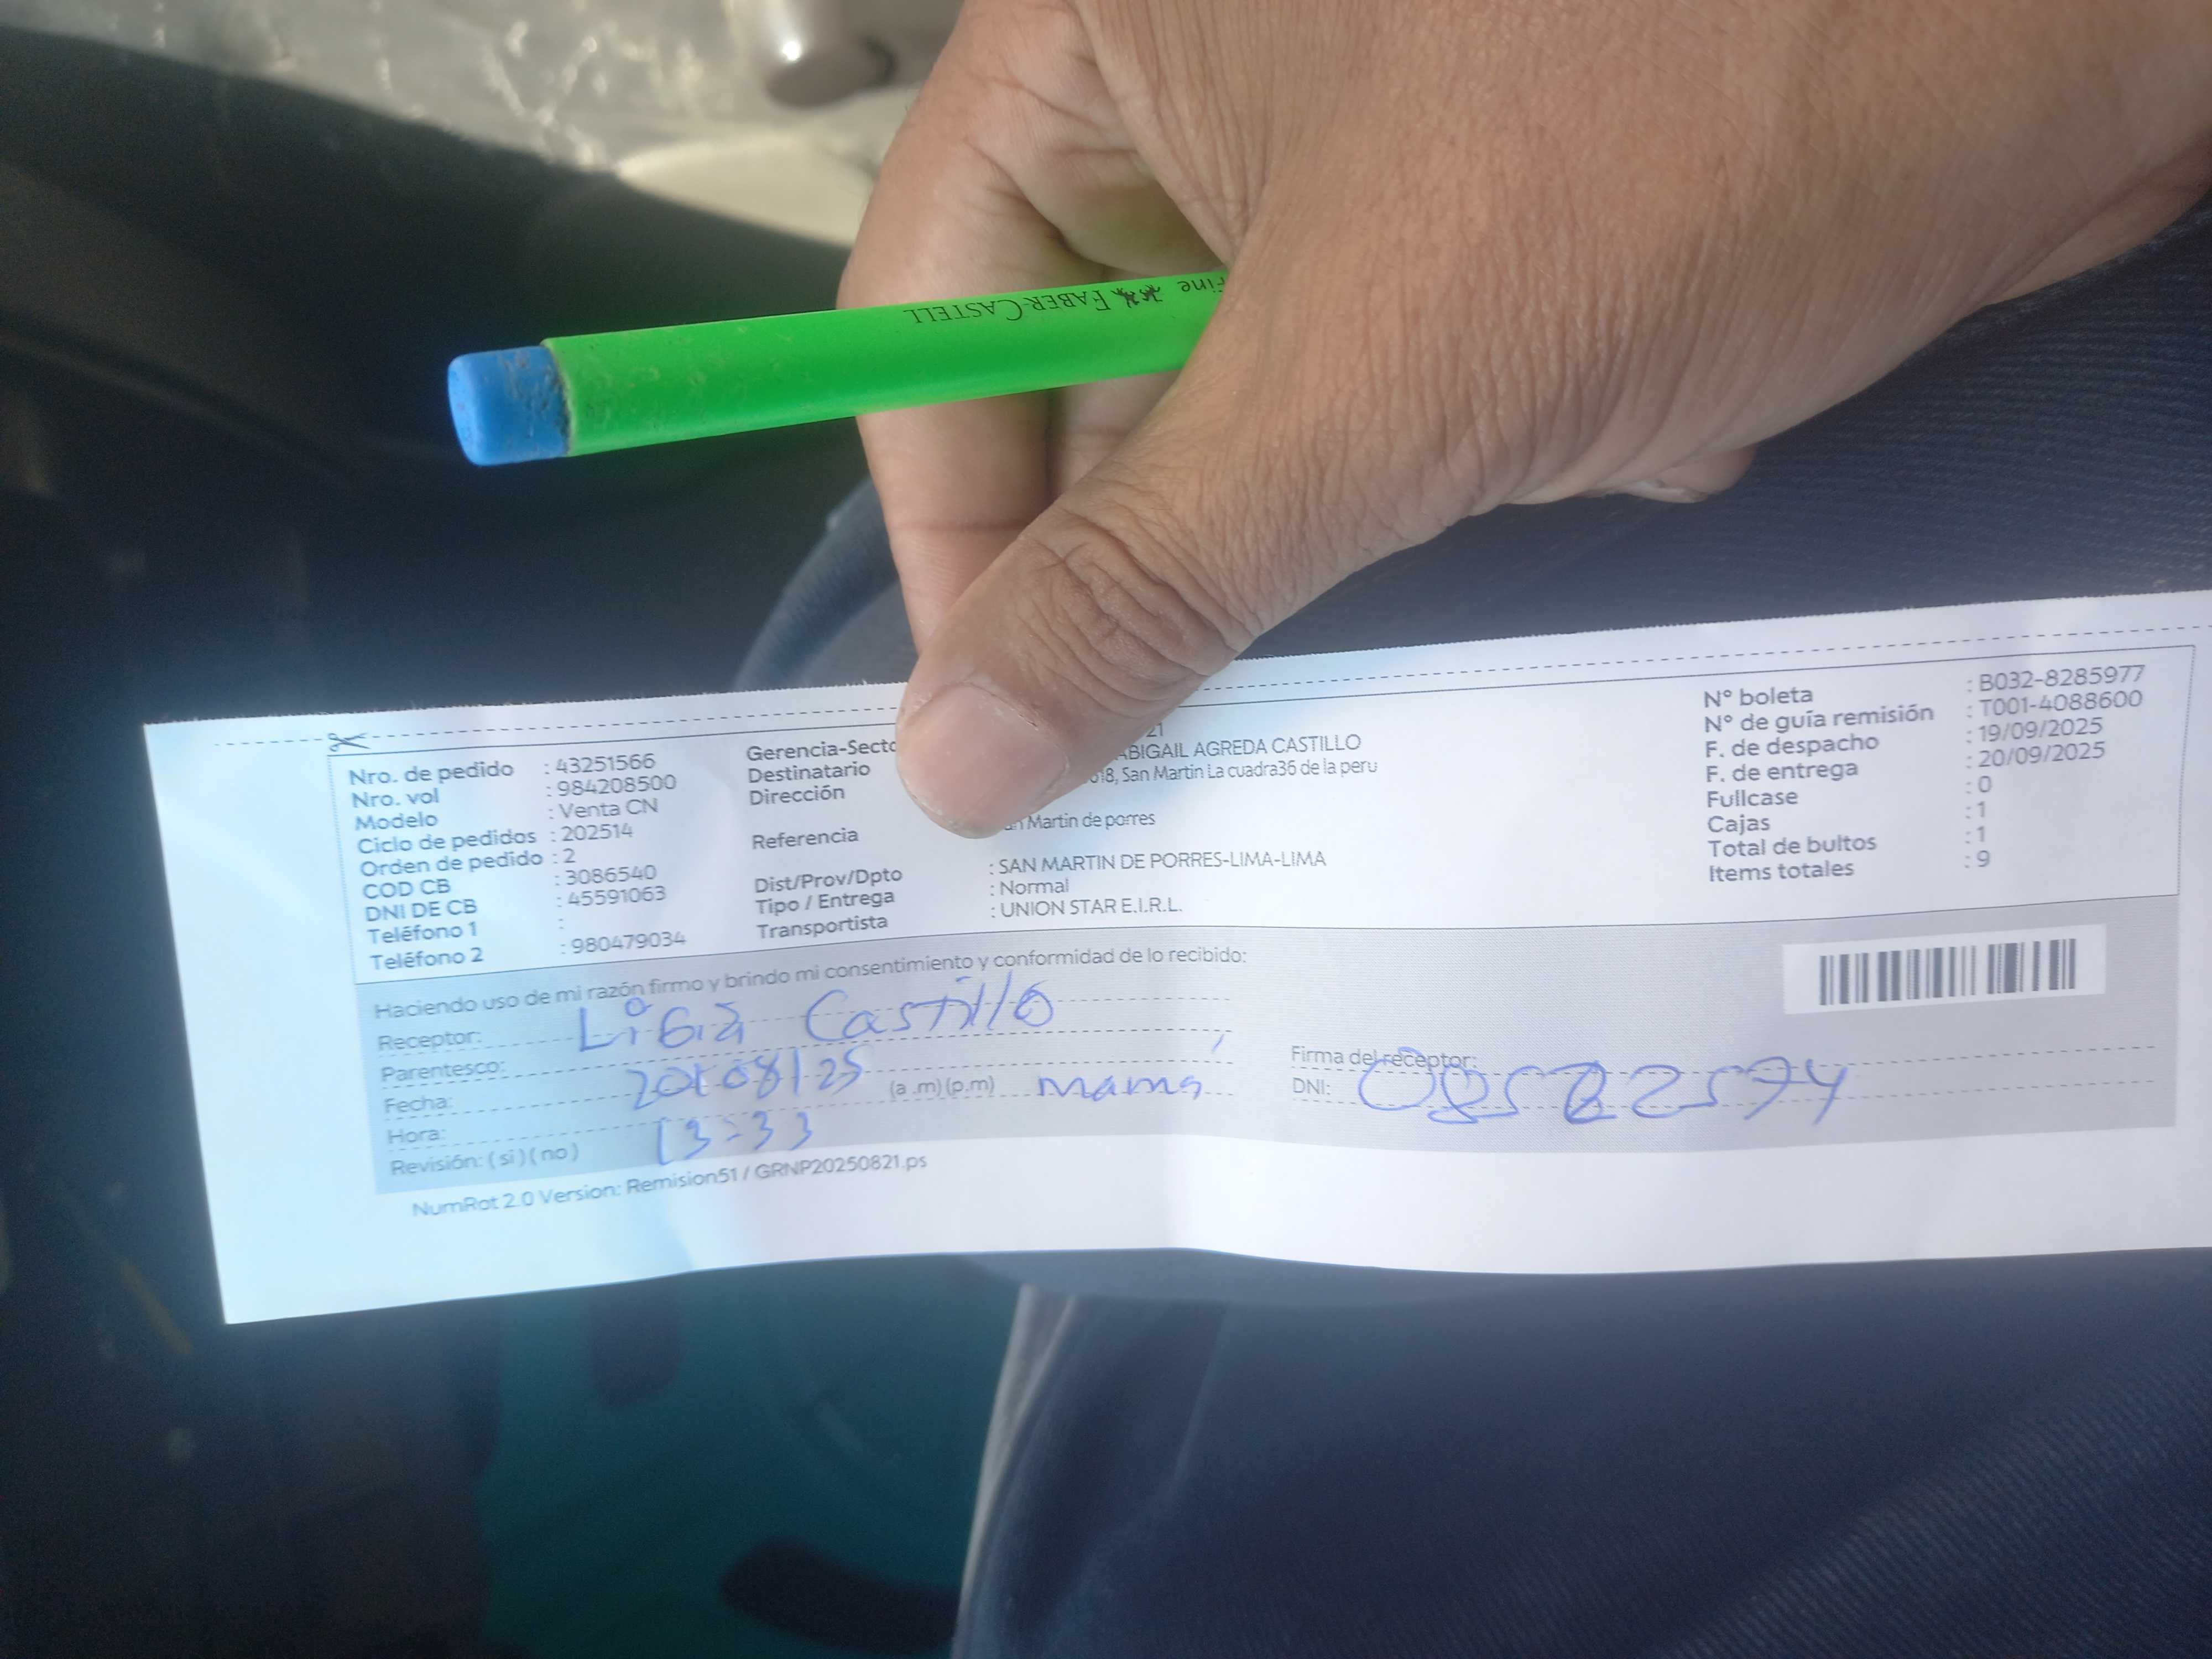 Fine FABER-CASTELL
Nro. de pedido : 43251566
Nro. vol : 984208500
Modelo : Venta CN
Ciclo de pedidos : 202514
Orden de pedido : 2
COD CB : 3086540
DNI DE CB : 45591063
Teléfono 1 :
Teléfono 2 : 980479034
21
Destinatario ABIGAIL AGREDA CASTILLO
Dirección San Martin La cuadra36 de la peru
Referencia Martin de porres
Dist/Prov/Dpto : SAN MARTIN DE PORRES-LIMA-LIMA
Tipo / Entrega : Normal
Transportista : UNION STAR E.I.R.L.
N° boleta : B032-8285977
N° de guía remisión : T001-4088600
F. de despacho : 19/09/2025
F. de entrega : 20/09/2025
Fullcase : 0
Cajas : 1
Total de bultos : 1
Items totales : 9
Haciendo uso de mi razón firmo y brindo mi consentimiento y conformidad de lo recibido:
Receptor: Libia Castillo
Parentesco:
Fecha: (a .m) (p.m) mama
Hora: 13:33
Revisión: ( si ) ( no )
Firma del receptor:
DNI:
NumRot 2.0 Version: Remision51 / GRNP20250821.ps